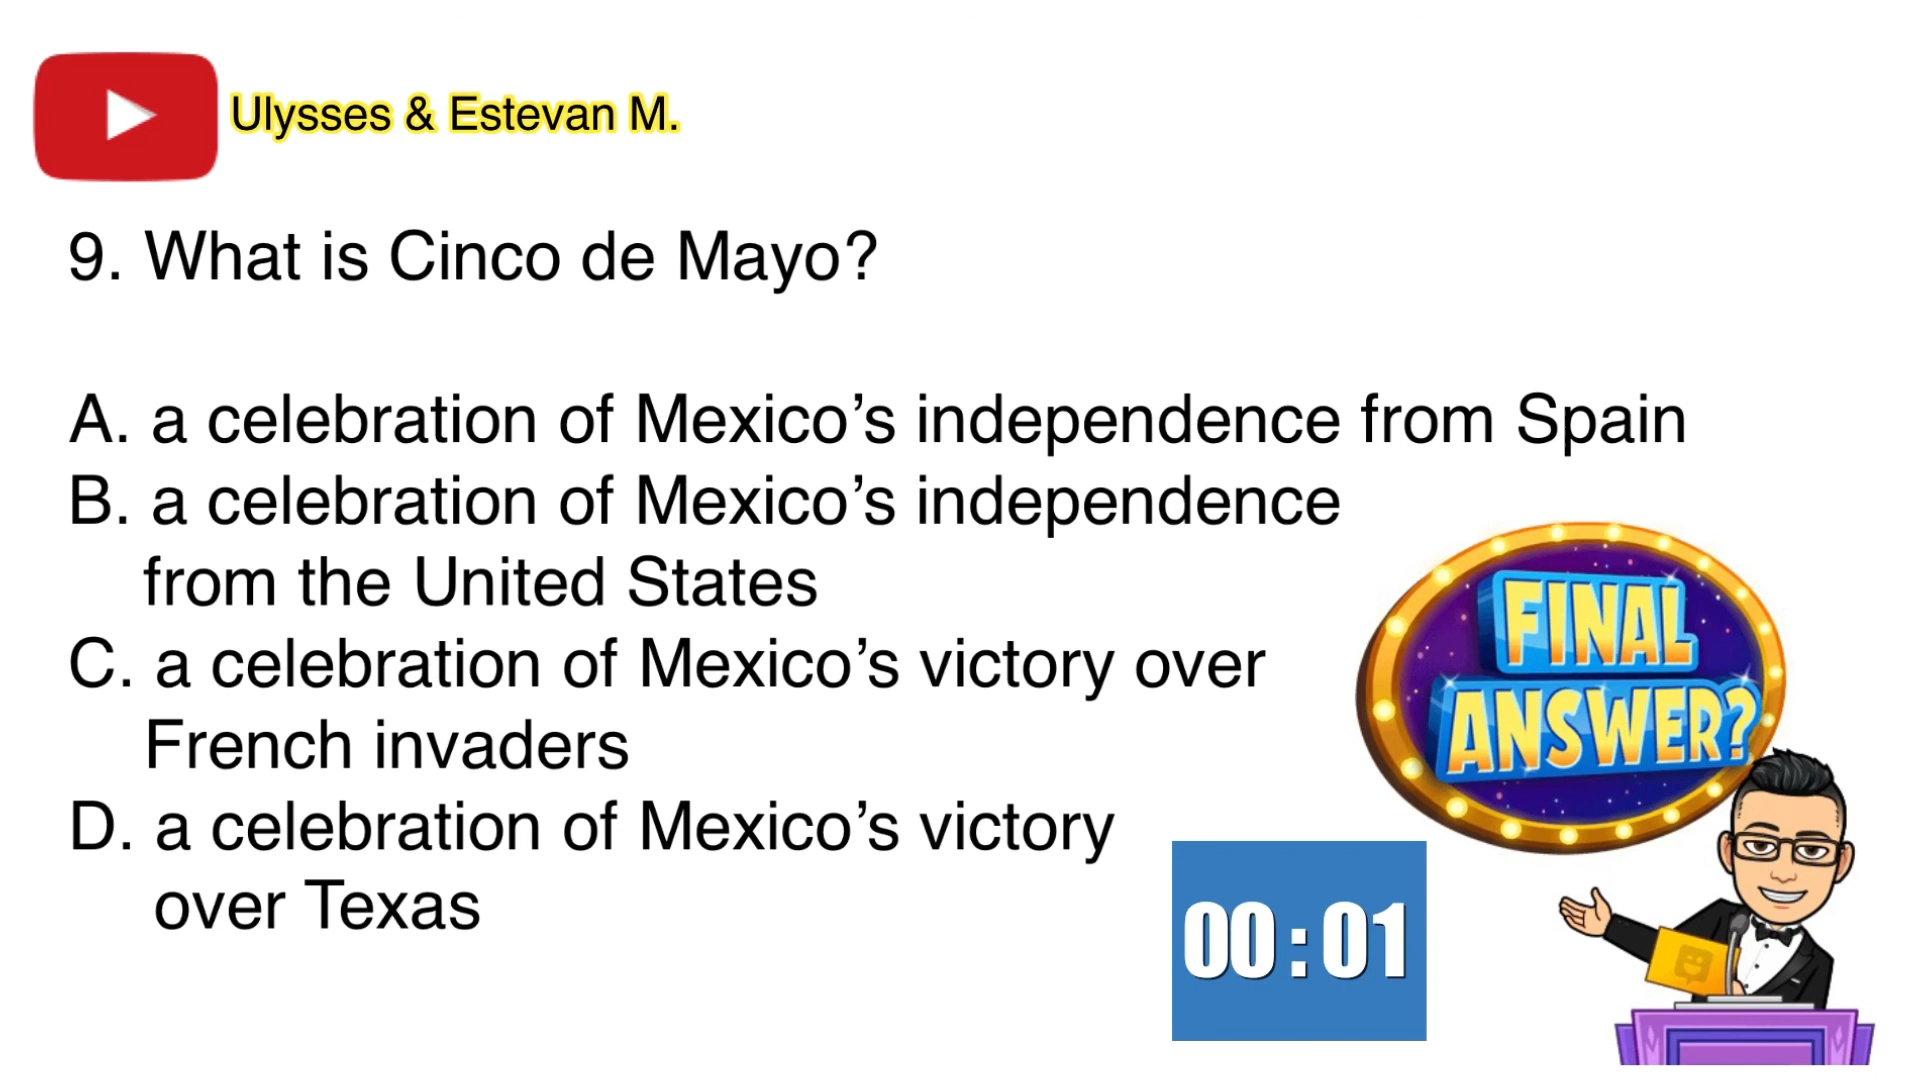 Ulysses & Estevan M.
9. What is Cinco de Mayo?
A. a celebration of Mexico’s independence from Spain
B. a celebration of Mexico’s independence
from the United States
C. a celebration of Mexico’s victory over
French invaders
D. a celebration of Mexico’s victory
over Texas
FINAL
ANSWER?
00:01